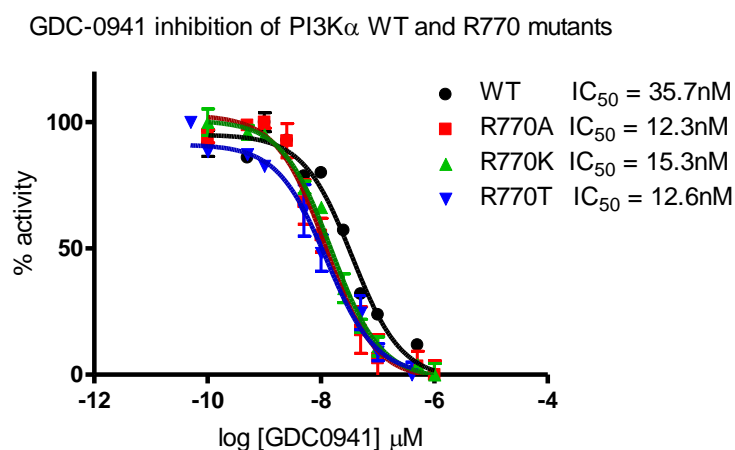 GDC-0941 inhibition of PI3Kα WT and R770 mutants
WT IC50 = 35.7nM
R770A IC50 = 12.3nM
R770K IC50 = 15.3nM
R770T IC50 = 12.6nM
% activity
100
50
0
-12 -10 -8 -6 -4
log [GDC0941] μM